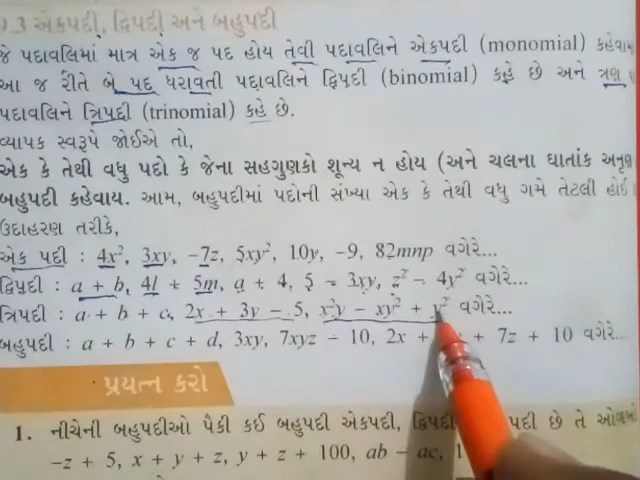 9.3 એકપદી, દ્વિપદી અને બહુપદી
જે પદાવલિમાં માત્ર એક જ પદ હોય તેવી પદાવલિને એકપદી (monomial) કહેવામ
આ જ રીતે બે પદ ધરાવતી પદાવલિને દ્વિપદી (binomial) કહે છે અને ત્રણ
પદાવલિને ત્રિપદી (trinomial) કહે છે.
વ્યાપક સ્વરૂપે જોઈએ તો,
એક કે તેથી વધુ પદો કે જેના સહગુણકો શૂન્ય ન હોય (અને ચલના ઘાતાંક અનૃણ
બહુપદી કહેવાય. આમ, બહુપદીમાં પદોની સંખ્યા એક કે તેથી વધુ ગમે તેટલી હોઈ
ઉદાહરણ તરીકે,
એક પદી : 4x², 3xy, -7z, 5xy², 10y, -9, 82mnp વગેરે...
દ્વિપદી : a + b, 4l + 5m, a + 4, 5 - 3xy, z² - 4y² વગેરે...
ત્રિપદી : a + b + c, 2x + 3y - 5, x²y - xy² + y² વગેરે...
બહુપદી : a + b + c + d, 3xy, 7xyz - 10, 2x + + 7z + 10 વગેરે...
પ્રયત્ન કરો
1. નીચેની બહુપદીઓ પૈકી કઈ બહુપદી એકપદી, દ્વિપદી પદી છે તે ઓળખો
-z + 5, x + y + z, y + z + 100, ab - ac, 1